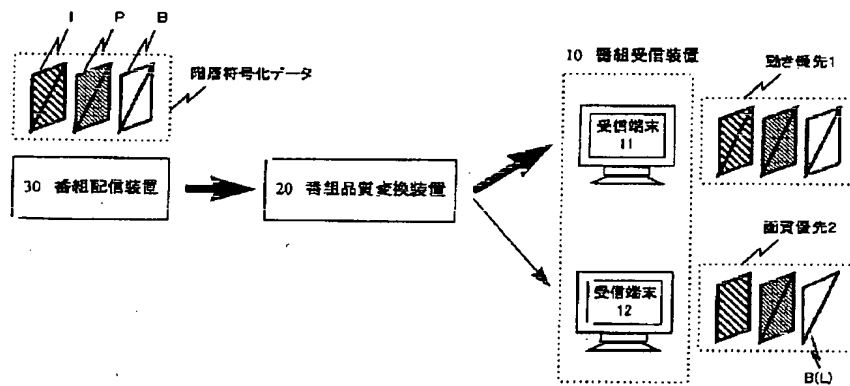 I P B
階層符号化データ
30 番組配信装置
20 番組品質変換装置
10 番組受信装置
受信端末
11
動き優先1
受信端末
12
画質優先2
B(L)